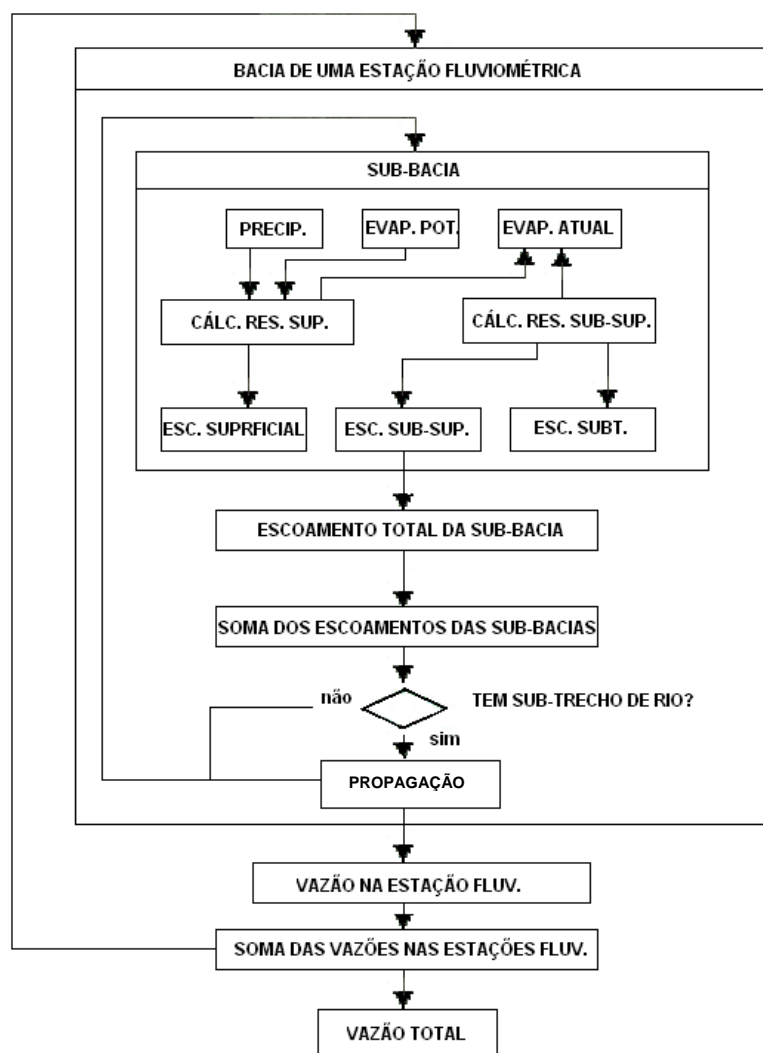 BACIA DE UMA ESTAÇÃO FLUVIOMÉTRICA
SUB-BACIA
PRECIP.
EVAP. POT.
EVAP. ATUAL
CÁLC. RES. SUP.
CÁLC. RES. SUB-SUP.
ESC. SUPRFICIAL
ESC. SUB-SUP.
ESC. SUBT.
ESCOAMENTO TOTAL DA SUB-BACIA
SOMA DOS ESCOAMENTOS DAS SUB-BACIAS
não
TEM SUB-TRECHO DE RIO?
sim
PROPAGAÇÃO
VAZÃO NA ESTAÇÃO FLUV.
SOMA DAS VAZÕES NAS ESTAÇÕES FLUV.
VAZÃO TOTAL